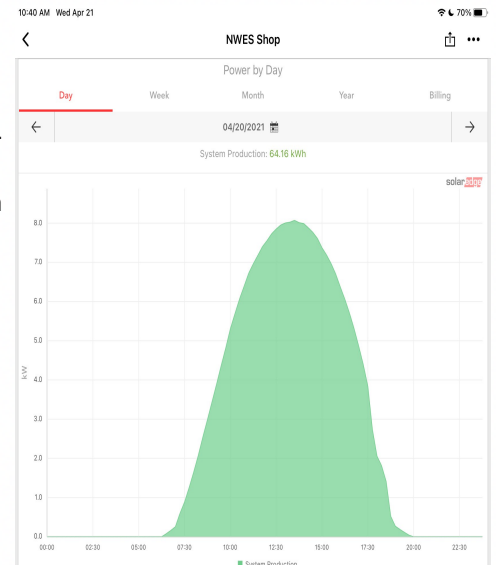 10:40 AM Wed Apr 21
70%
NWES Shop
Power by Day
Day Week Month Year Billing
04/20/2021
System Production: 64.16 kWh
solar
8.0
7.0
6.0
5.0
kW
4.0
3.0
2.0
1.0
0.0
00:00 02:30 05:00 07:30 10:00 12:30 15:00 17:30 20:00 22:30
System Production